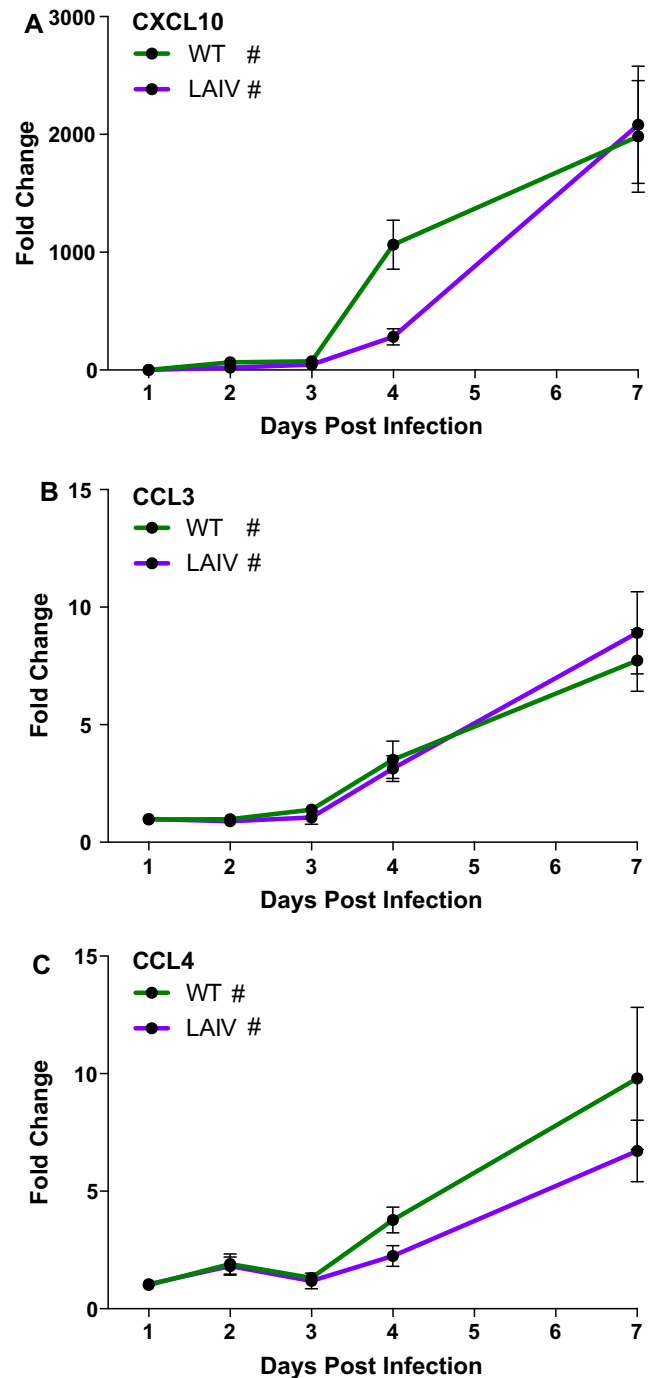 A
CXCL10
WT #
LAIV #
3000
2000
1000
0
Fold Change
1 2 3 4 5 6 7
Days Post Infection
B
CCL3
WT #
LAIV #
15
10
5
0
Fold Change
1 2 3 4 5 6 7
Days Post Infection
C
CCL4
WT #
LAIV #
15
10
5
0
Fold Change
1 2 3 4 5 6 7
Days Post Infection